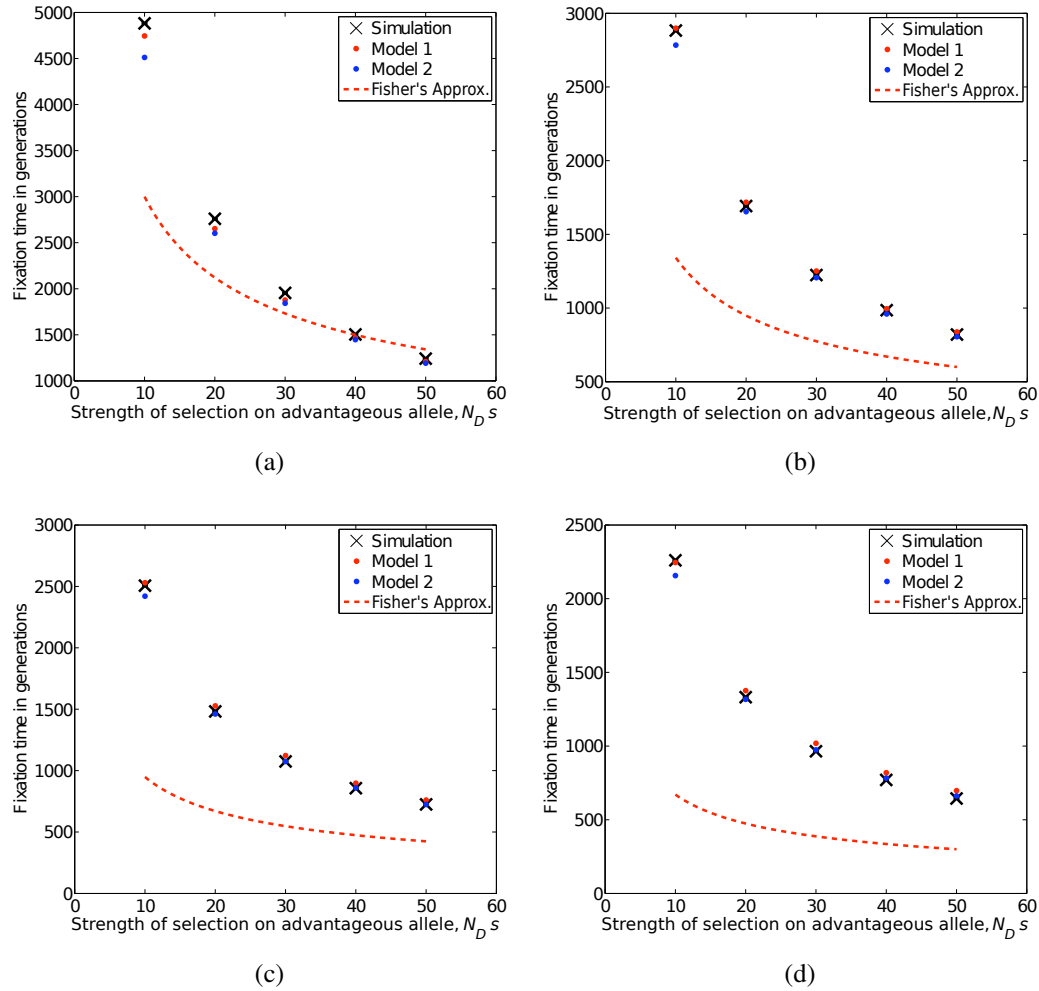 5000
4500
4000
3500
3000
2500
2000
1500
1000
0 10 20 30 40 50 60
Fixation time in generations
Strength of selection on advantageous allele, N_D s
Simulation
Model 1
Model 2
Fisher's Approx.
(a)
3000
2500
2000
1500
1000
500
0 10 20 30 40 50 60
Fixation time in generations
Strength of selection on advantageous allele, N_D s
Simulation
Model 1
Model 2
Fisher's Approx.
(b)
3000
2500
2000
1500
1000
500
0
0 10 20 30 40 50 60
Fixation time in generations
Strength of selection on advantageous allele, N_D s
Simulation
Model 1
Model 2
Fisher's Approx.
(c)
2500
2000
1500
1000
500
0
0 10 20 30 40 50 60
Fixation time in generations
Strength of selection on advantageous allele, N_D s
Simulation
Model 1
Model 2
Fisher's Approx.
(d)